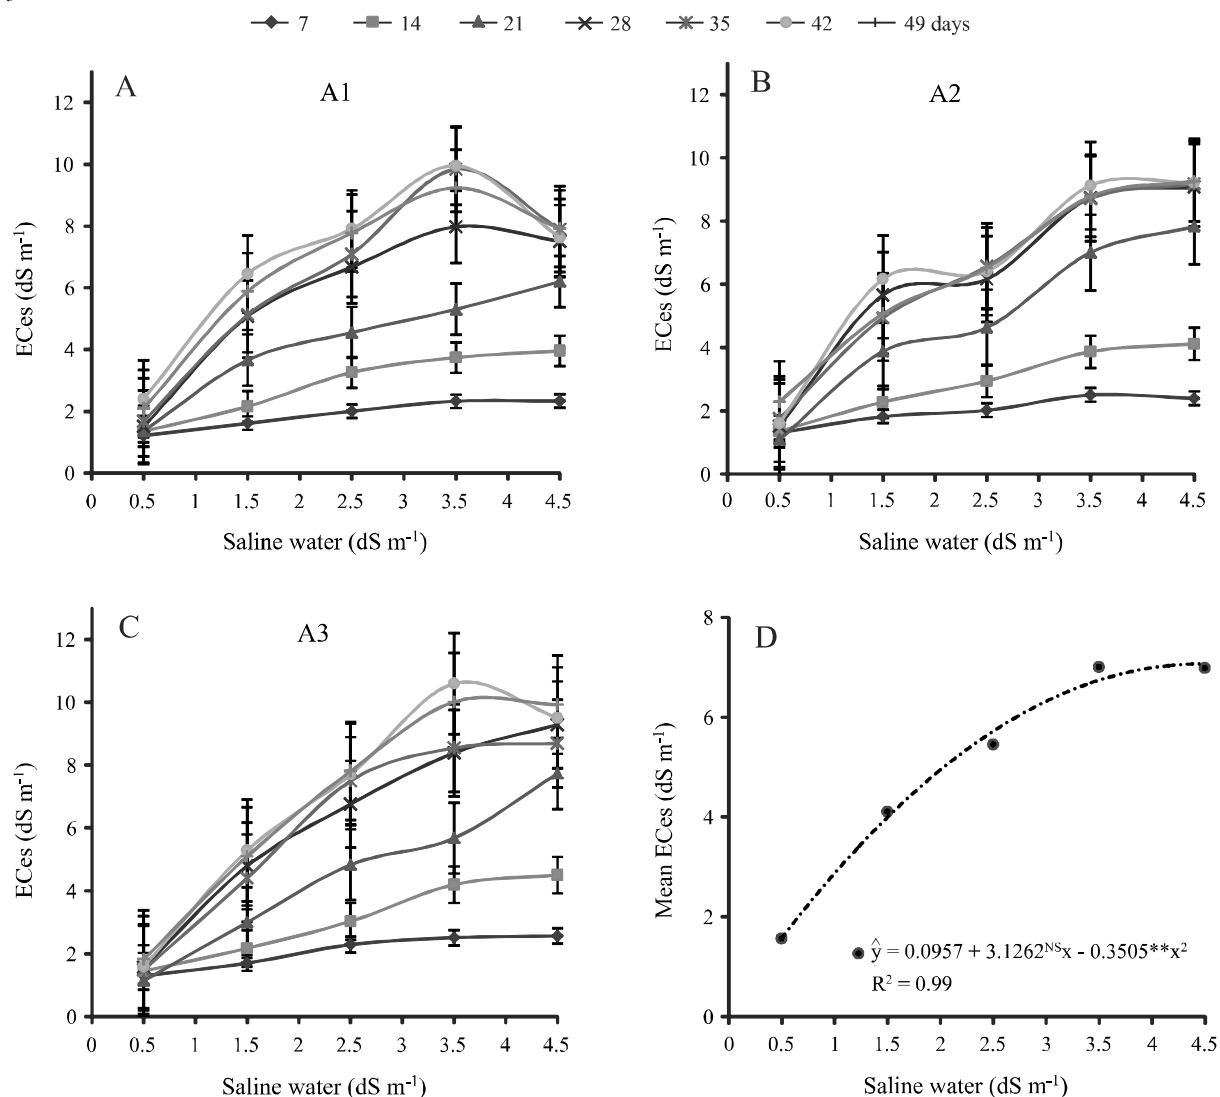 7 14 21 28 35 42 49 days
A
A1
12
10
8
6
4
2
0
ECes (dS m⁻¹)
0 0.5 1 1.5 2 2.5 3 3.5 4 4.5
Saline water (dS m⁻¹)
B
A2
12
10
8
6
4
2
0
ECes (dS m⁻¹)
0 0.5 1 1.5 2 2.5 3 3.5 4 4.5
Saline water (dS m⁻¹)
C
A3
12
10
8
6
4
2
0
ECes (dS m⁻¹)
0 0.5 1 1.5 2 2.5 3 3.5 4 4.5
Saline water (dS m⁻¹)
D
8
6
4
2
0
Mean ECes (dS m⁻¹)
ŷ = 0.0957 + 3.1262ᴺˢx - 0.3505**x²
R² = 0.99
0 0.5 1 1.5 2 2.5 3 3.5 4 4.5
Saline water (dS m⁻¹)